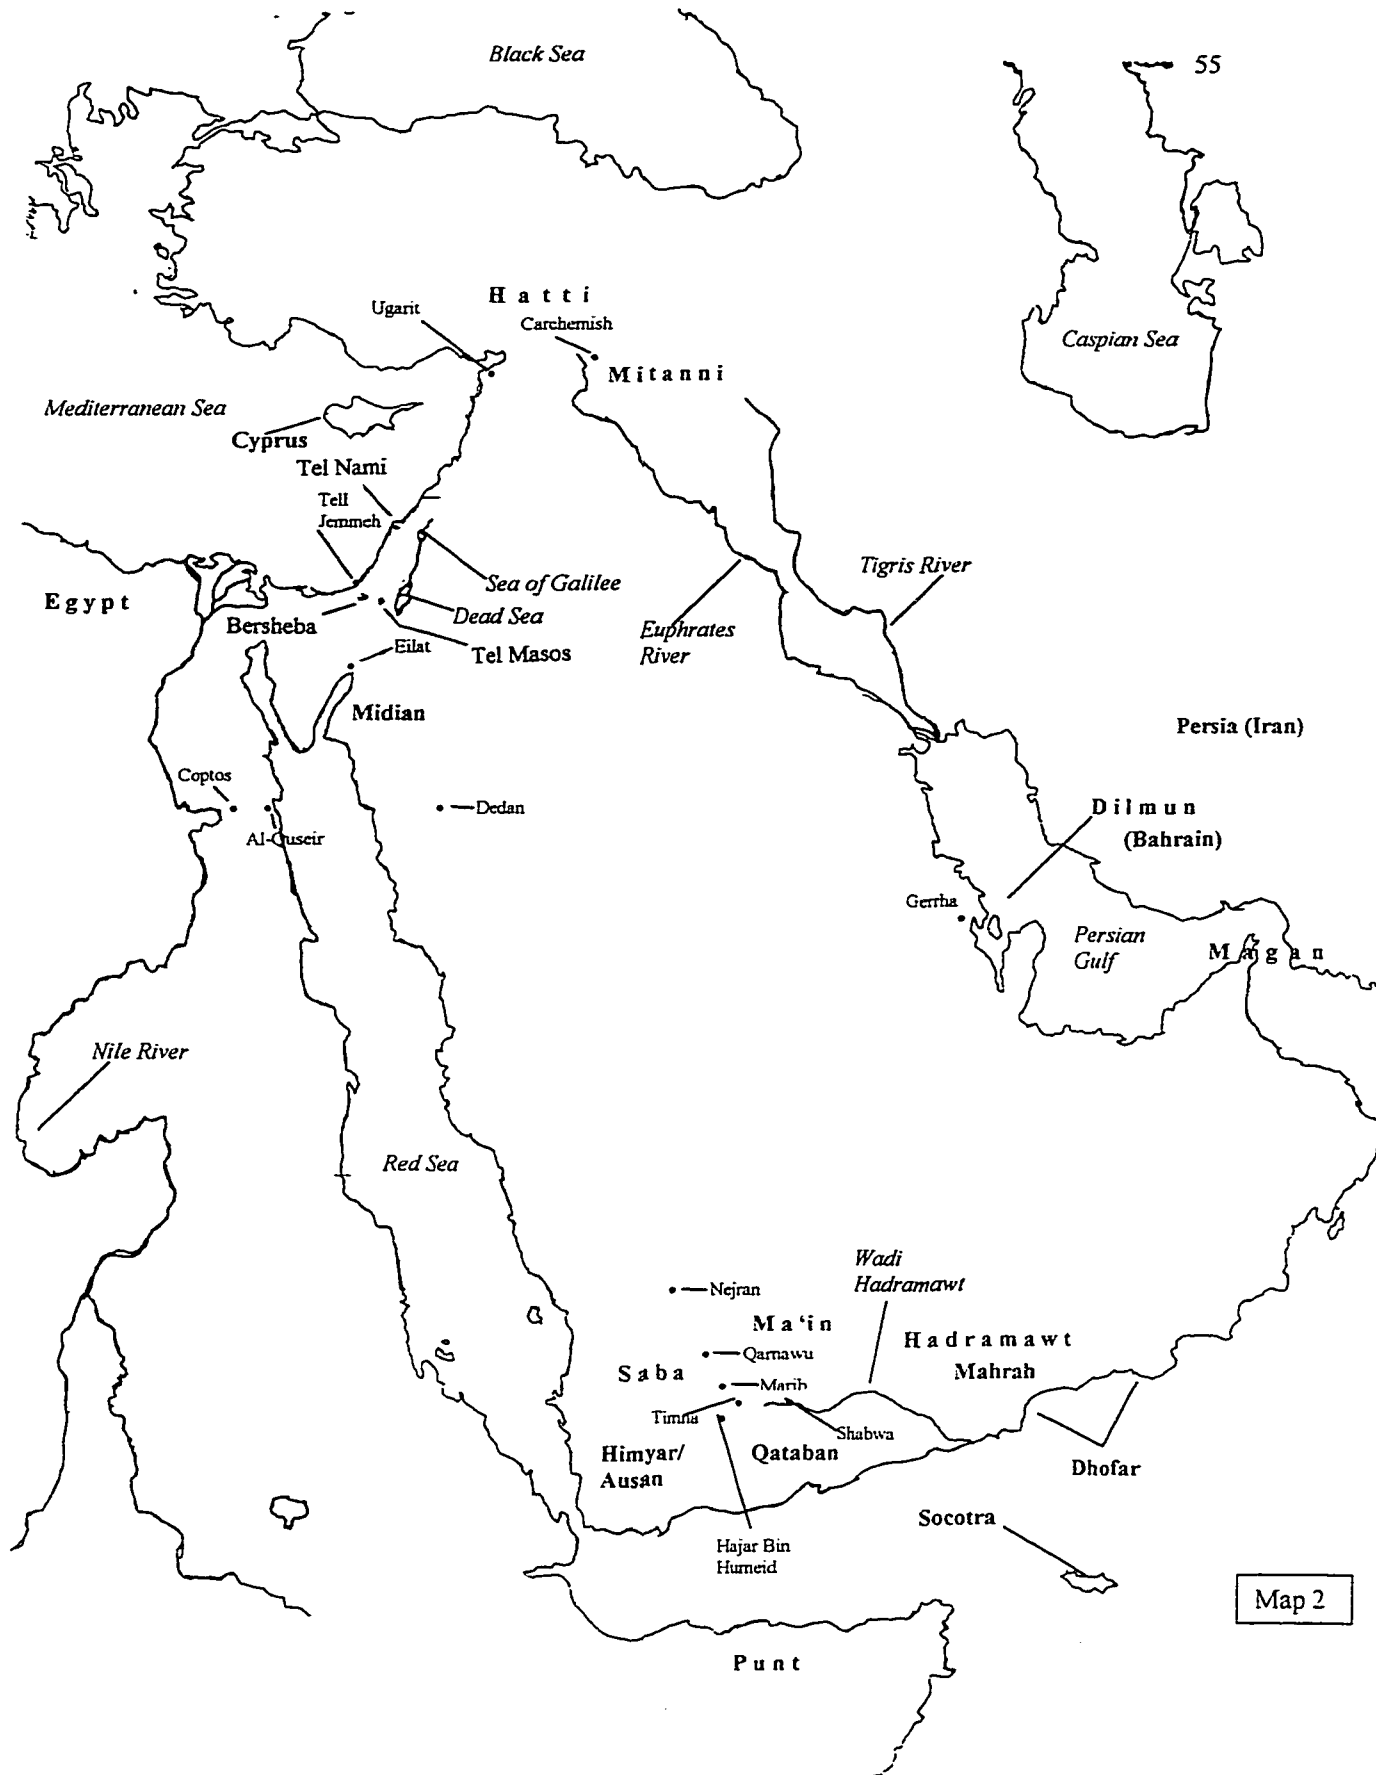 Black Sea
55
Hatti
Ugarit
Carchemish
Caspian Sea
Mitanni
Mediterranean Sea
Cyprus
Tel Nami
Tell
Jemmeh
Tigris River
Sea of Galilee
Egypt
Dead Sea
Bersheba
Euphrates
River
Eilat
Tel Masos
Midian
Persia (Iran)
Coptos
Dedan
Dilmun
(Bahrain)
Al-Quseir
Gerrha
Persian
Gulf
Magan
Nile River
Red Sea
Wadi
Hadramawt
Nejran
Ma‘in
Hadramawt
Qarnawu
Saba
Mahrah
Marib
Timna
Shabwa
Himyar/
Ausan
Qataban
Dhofar
Socotra
Hajar Bin
Humeid
Map 2
Punt